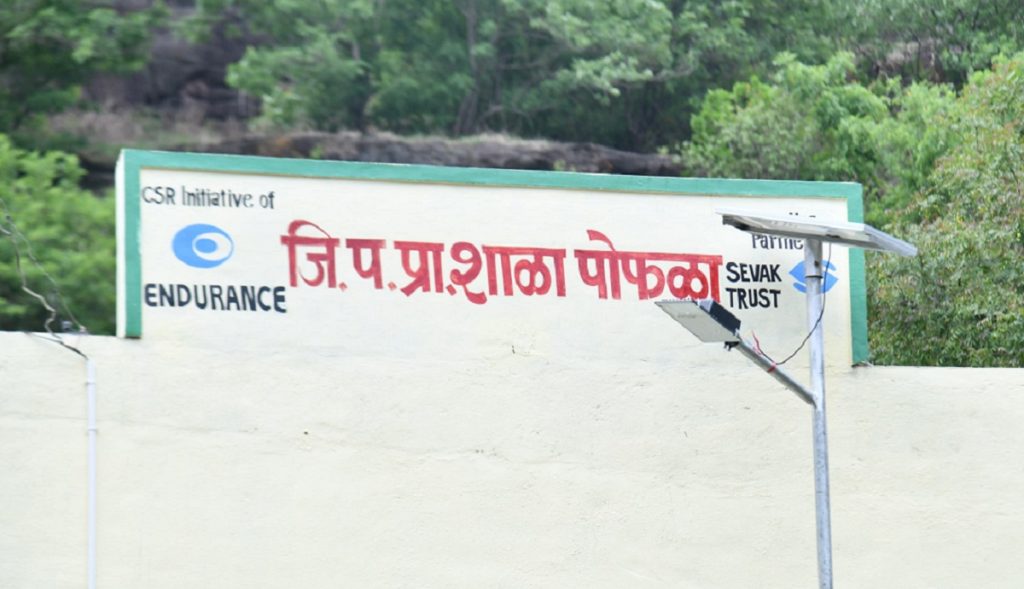 CSR Initiative of
ENDURANCE
जि.प.प्रा.शाळा पोफळा
SEVAK
TRUST